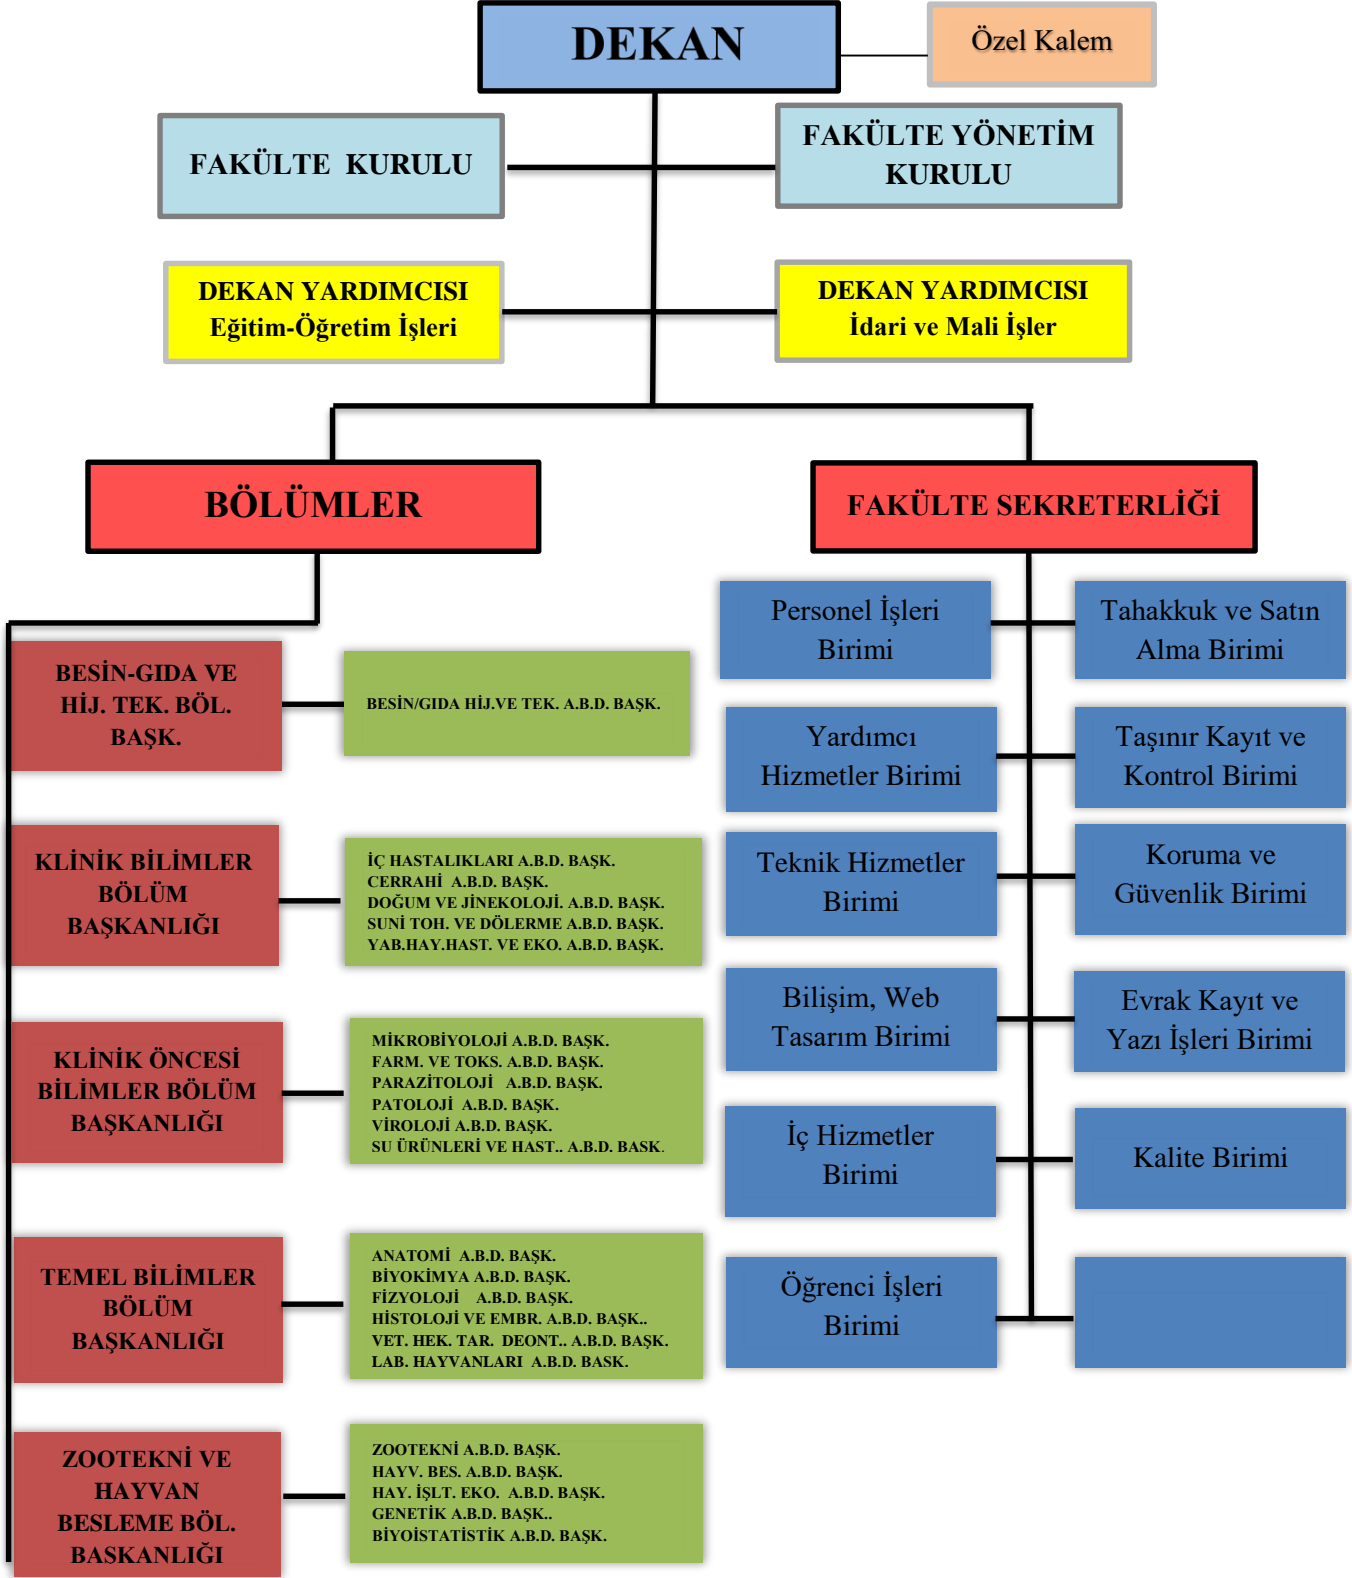 DEKAN
Özel Kalem
FAKÜLTE KURULU
FAKÜLTE YÖNETİM
KURULU
DEKAN YARDIMCISI
Eğitim-Öğretim İşleri
DEKAN YARDIMCISI
İdari ve Mali İşler
BÖLÜMLER
FAKÜLTE SEKRETERLİĞİ
BESİN-GIDA VE
HİJ. TEK. BÖL.
BAŞK.
BESİN/GIDA HİJ.VE TEK. A.B.D. BAŞK.
KLİNİK BİLİMLER
BÖLÜM
BAŞKANLIĞI
İÇ HASTALIKLARI A.B.D. BAŞK.
CERRAHİ A.B.D. BAŞK.
DOĞUM VE JİNEKOLOJİ. A.B.D. BAŞK.
SUNİ TOH. VE DÖLERME A.B.D. BAŞK.
YAB.HAY.HAST. VE EKO. A.B.D. BAŞK.
KLİNİK ÖNCESİ
BİLİMLER BÖLÜM
BAŞKANLIĞI
MİKROBİYOLOJİ A.B.D. BAŞK.
FARM. VE TOKS. A.B.D. BAŞK.
PARAZİTOLOJİ A.B.D. BAŞK.
PATOLOJİ A.B.D. BAŞK.
VİROLOJİ A.B.D. BAŞK.
SU ÜRÜNLERİ VE HAST.. A.B.D. BASK.
TEMEL BİLİMLER
BÖLÜM
BAŞKANLIĞI
ANATOMİ A.B.D. BAŞK.
BİYOKİMYA A.B.D. BAŞK.
FİZYOLOJİ A.B.D. BAŞK.
HİSTOLOJİ VE EMBR. A.B.D. BAŞK..
VET. HEK. TAR. DEONT.. A.B.D. BAŞK.
LAB. HAYVANLARI A.B.D. BASK.
ZOOTEKNİ VE
HAYVAN
BESLEME BÖL.
BASKANLIĞI
ZOOTEKNİ A.B.D. BAŞK.
HAYV. BES. A.B.D. BAŞK.
HAY. İŞLT. EKO. A.B.D. BAŞK.
GENETİK A.B.D. BAŞK..
BİYOİSTATİSTİK A.B.D. BAŞK.
Personel İşleri
Birimi
Tahakkuk ve Satın
Alma Birimi
Yardımcı
Hizmetler Birimi
Taşınır Kayıt ve
Kontrol Birimi
Teknik Hizmetler
Birimi
Koruma ve
Güvenlik Birimi
Bilişim, Web
Tasarım Birimi
Evrak Kayıt ve
Yazı İşleri Birimi
İç Hizmetler
Birimi
Kalite Birimi
Öğrenci İşleri
Birimi